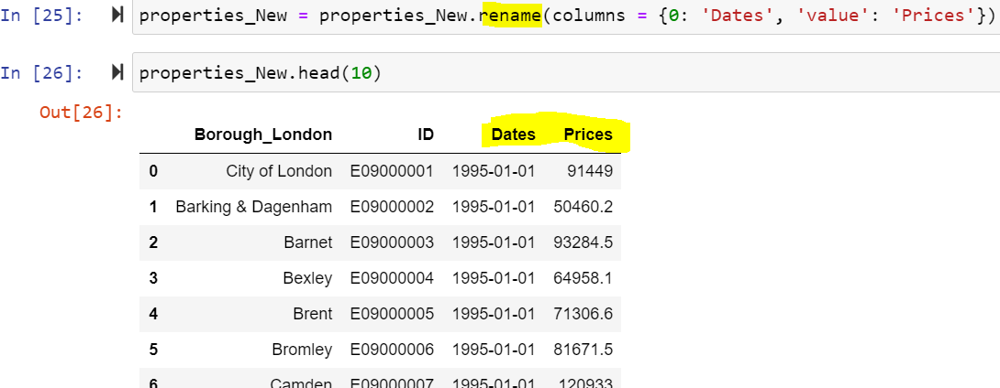 In [25]: properties_New = properties_New.rename(columns = {0: 'Dates', 'value': 'Prices'})
In [26]: properties_New.head(10)
Out[26]:
Borough_London ID Dates Prices
0 City of London E09000001 1995-01-01 91449
1 Barking & Dagenham E09000002 1995-01-01 50460.2
2 Barnet E09000003 1995-01-01 93284.5
3 Bexley E09000004 1995-01-01 64958.1
4 Brent E09000005 1995-01-01 71306.6
5 Bromley E09000006 1995-01-01 81671.5
6 Camden E09000007 1995-01-01 120933